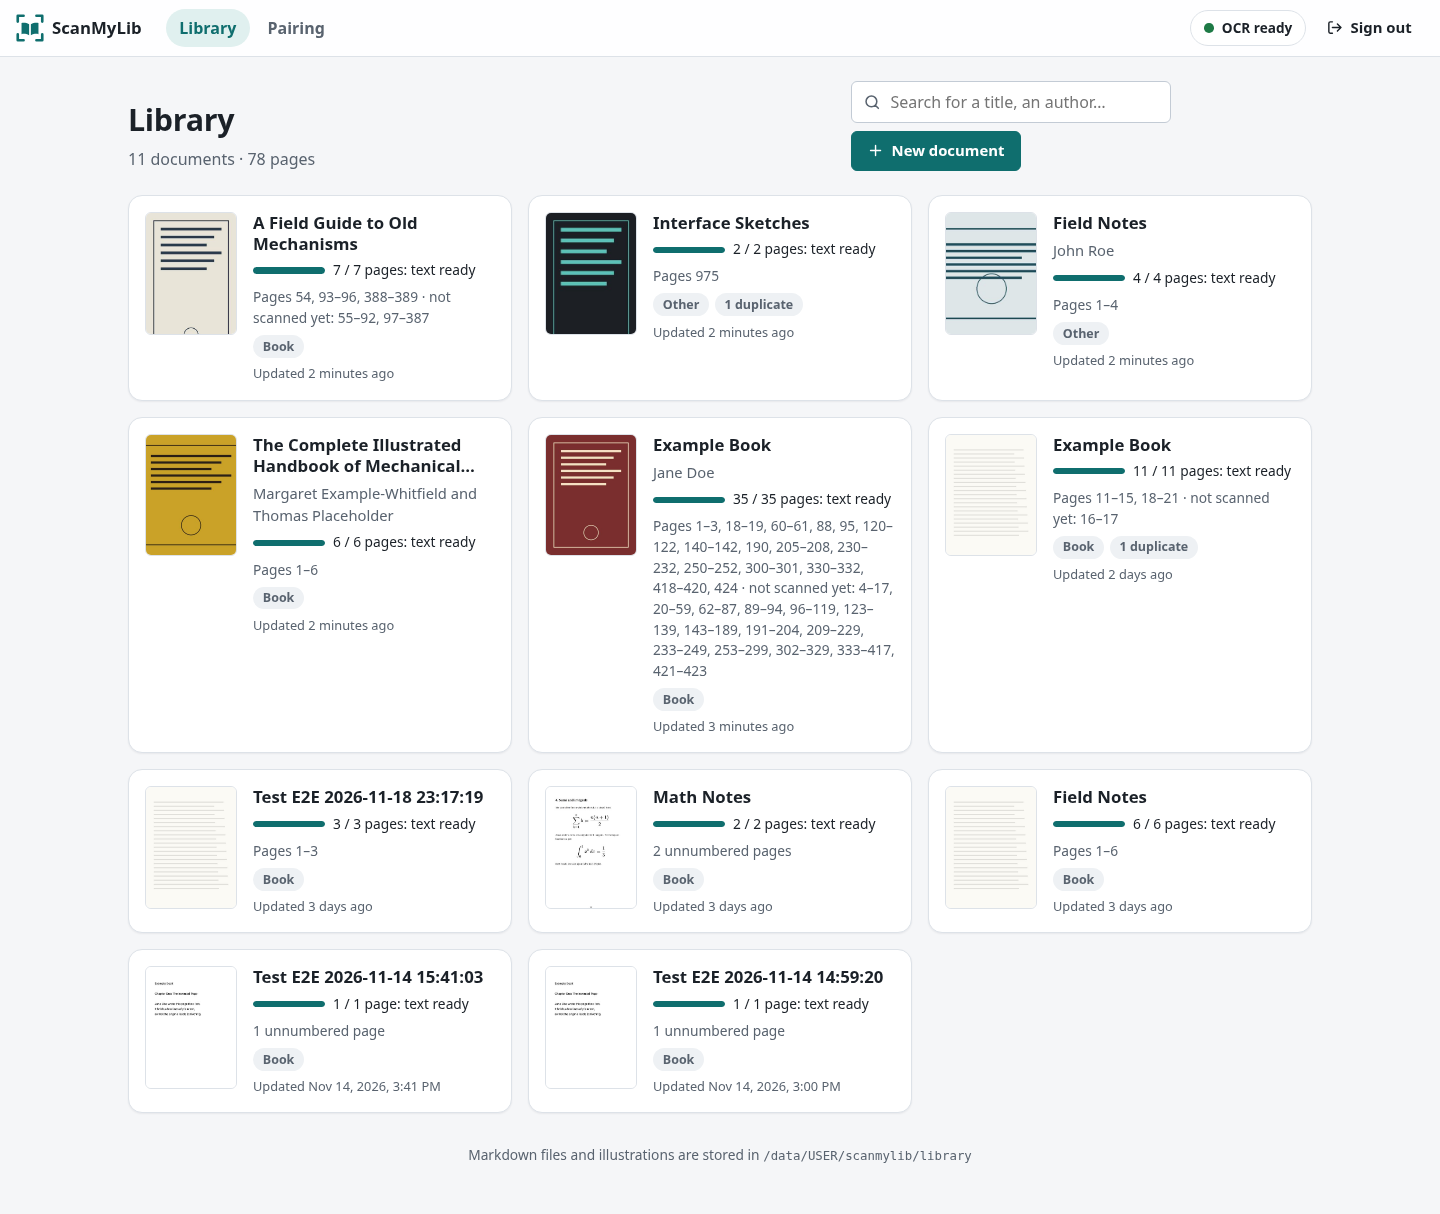 ScanMyLib
Library
Pairing
OCR ready
Sign out
Library
11 documents · 78 pages
Search for a title, an author...
New document
A Field Guide to Old
Mechanisms
7 / 7 pages: text ready
Pages 54, 93–96, 388–389 · not
scanned yet: 55–92, 97–387
Book
Updated 2 minutes ago
Interface Sketches
2 / 2 pages: text ready
Pages 975
Other
1 duplicate
Updated 2 minutes ago
Field Notes
John Roe
4 / 4 pages: text ready
Pages 1–4
Other
Updated 2 minutes ago
The Complete Illustrated
Handbook of Mechanical...
Margaret Example-Whitfield and
Thomas Placeholder
6 / 6 pages: text ready
Pages 1–6
Book
Updated 2 minutes ago
Example Book
Jane Doe
35 / 35 pages: text ready
Pages 1–3, 18–19, 60–61, 88, 95, 120–
122, 140–142, 190, 205–208, 230–
232, 250–252, 300–301, 330–332,
418–420, 424 · not scanned yet: 4–17,
20–59, 62–87, 89–94, 96–119, 123–
139, 143–189, 191–204, 209–229,
233–249, 253–299, 302–329, 333–417,
421–423
Book
Updated 3 minutes ago
Example Book
11 / 11 pages: text ready
Pages 11–15, 18–21 · not scanned
yet: 16–17
Book
1 duplicate
Updated 2 days ago
Test E2E 2026-11-18 23:17:19
3 / 3 pages: text ready
Pages 1–3
Book
Updated 3 days ago
Math Notes
2 / 2 pages: text ready
2 unnumbered pages
Book
Updated 3 days ago
Field Notes
6 / 6 pages: text ready
Pages 1–6
Book
Updated 3 days ago
Test E2E 2026-11-14 15:41:03
1 / 1 page: text ready
1 unnumbered page
Book
Updated Nov 14, 2026, 3:41 PM
Test E2E 2026-11-14 14:59:20
1 / 1 page: text ready
1 unnumbered page
Book
Updated Nov 14, 2026, 3:00 PM
Markdown files and illustrations are stored in /data/USER/scanmylib/library